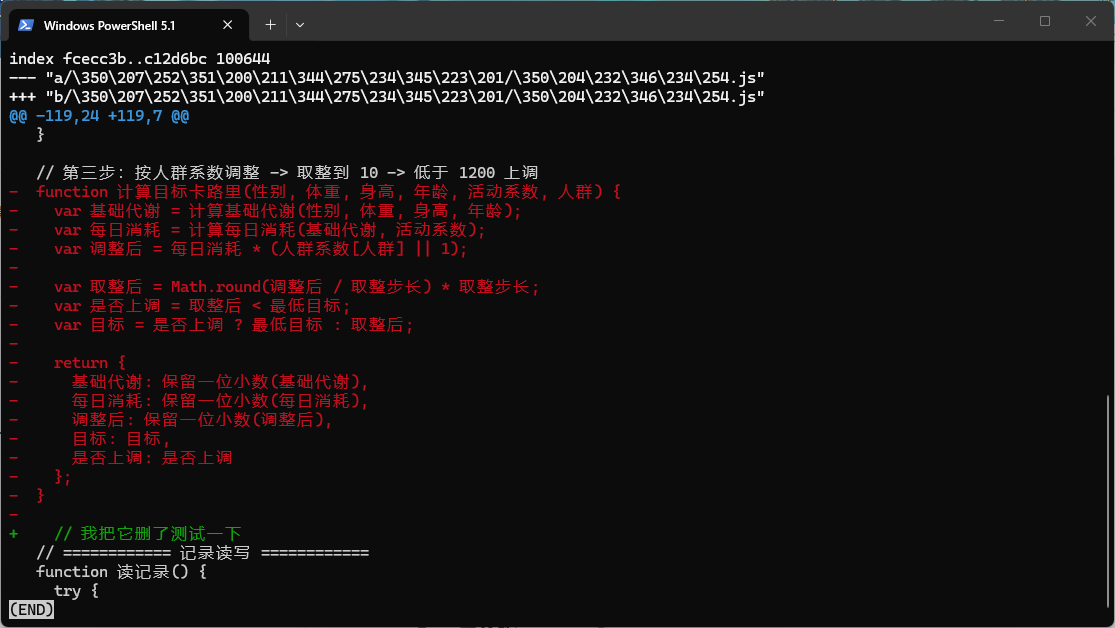 Windows PowerShell 5.1
index fcecc3b..c12d6bc 100644
--- "a/\350\207\252\351\200\211\344\275\234\345\223\201/\350\204\232\346\234\254.js"
+++ "b/\350\207\252\351\200\211\344\275\234\345\223\201/\350\204\232\346\234\254.js"
@@ -119,24 +119,7 @@
   }

   // 第三步: 按人群系数调整 -> 取整到 10 -> 低于 1200 上调
-  function 计算目标卡路里(性别, 体重, 身高, 年龄, 活动系数, 人群) {
-    var 基础代谢 = 计算基础代谢(性别, 体重, 身高, 年龄);
-    var 每日消耗 = 计算每日消耗(基础代谢, 活动系数);
-    var 调整后 = 每日消耗 * (人群系数[人群] || 1);
-
-    var 取整后 = Math.round(调整后 / 取整步长) * 取整步长;
-    var 是否上调 = 取整后 < 最低目标;
-    var 目标 = 是否上调 ? 最低目标 : 取整后;
-
-    return {
-      基础代谢: 保留一位小数(基础代谢),
-      每日消耗: 保留一位小数(每日消耗),
-      调整后: 保留一位小数(调整后),
-      目标: 目标,
-      是否上调: 是否上调
-    };
-  }
-
+    // 我把它删了测试一下
   // ============ 记录读写 ============
   function 读记录() {
     try {
(END)